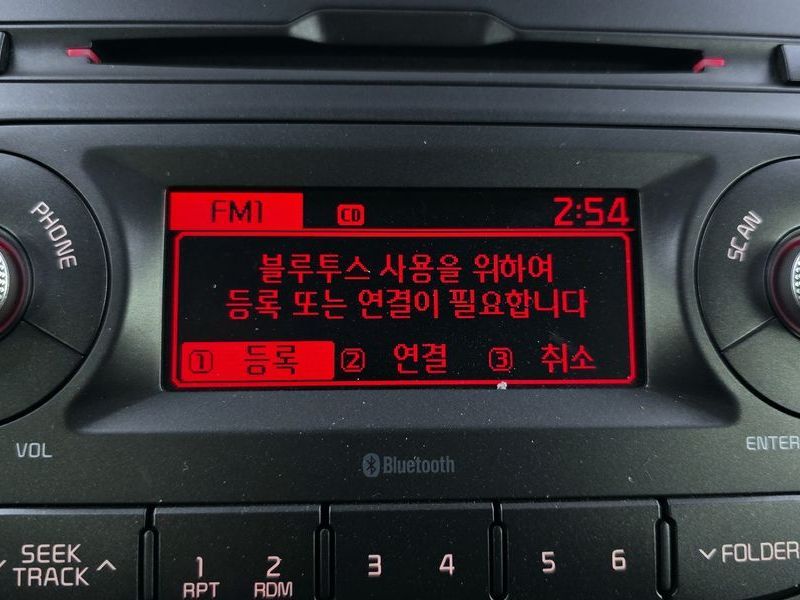 FM1 CD 2:54
PHONE
SCAN
블루투스 사용을 위하여
등록 또는 연결이 필요합니다
1 등록 2 연결 3 취소
VOL
ENTER
Bluetooth
SEEK TRACK
1 RPT
2 RDM
3
4
5
6
FOLDER